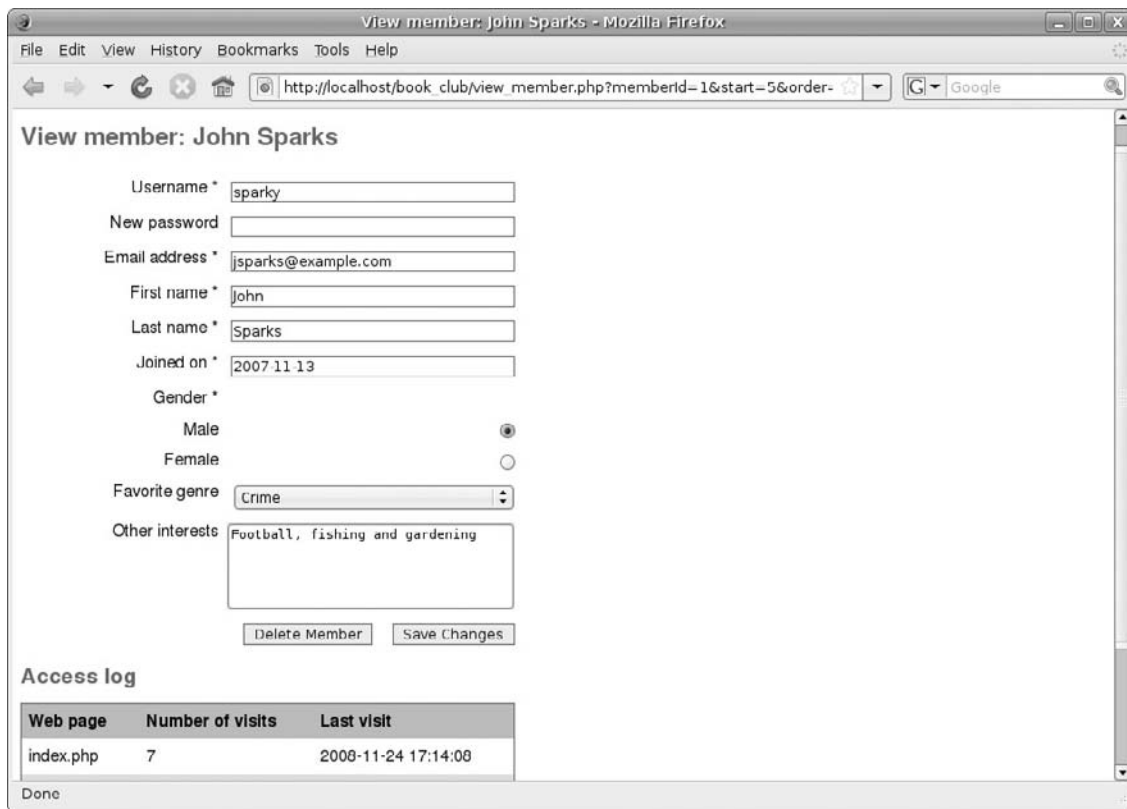 View member: John Sparks - Mozilla Firefox
File Edit View History Bookmarks Tools Help
http://localhost/book_club/view_member.php?memberId=1&start=5&order-
G Google
View member: John Sparks
Username * sparky
New password
Email address * jsparks@example.com
First name * John
Last name * Sparks
Joined on * 2007-11-13
Gender *
Male
Female
Favorite genre Crime
Other interests Football, fishing and gardening
Delete Member Save Changes
Access log
Web page Number of visits Last visit
index.php 7 2008-11-24 17:14:08
Done